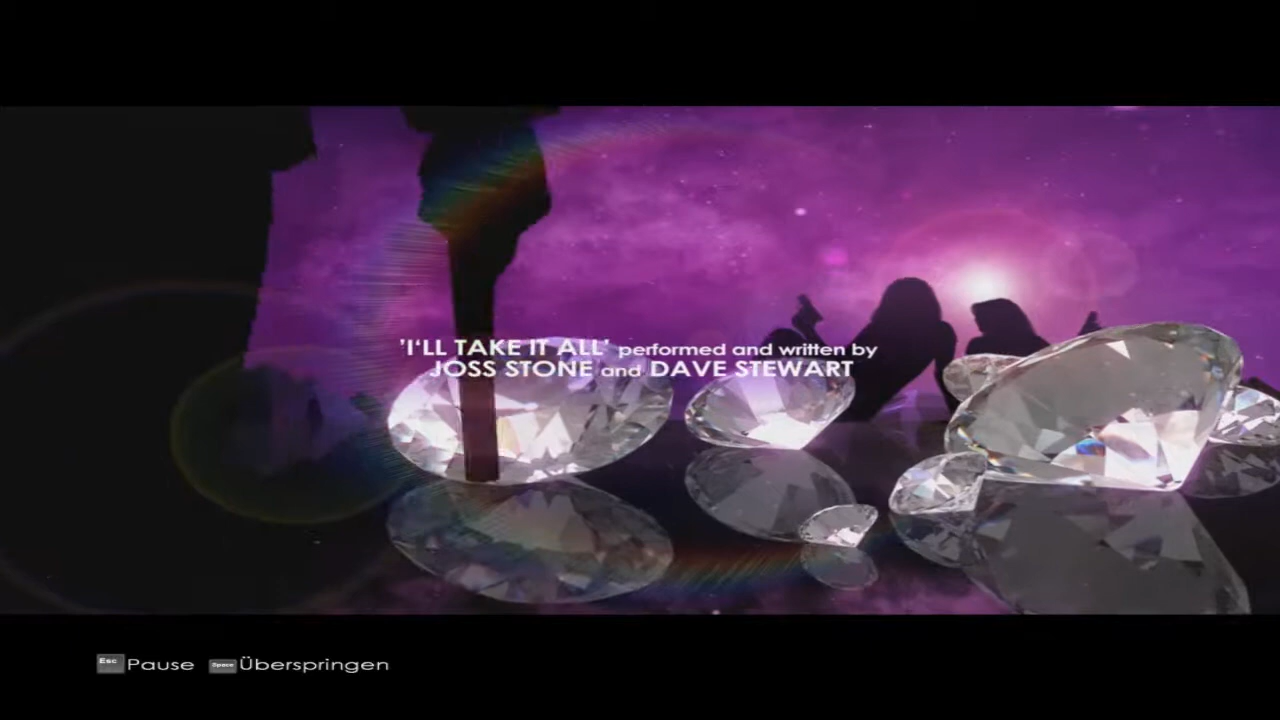 'I'LL TAKE IT ALL' performed and written by
JOSS STONE and DAVE STEWART
Esc Pause Space Überspringen